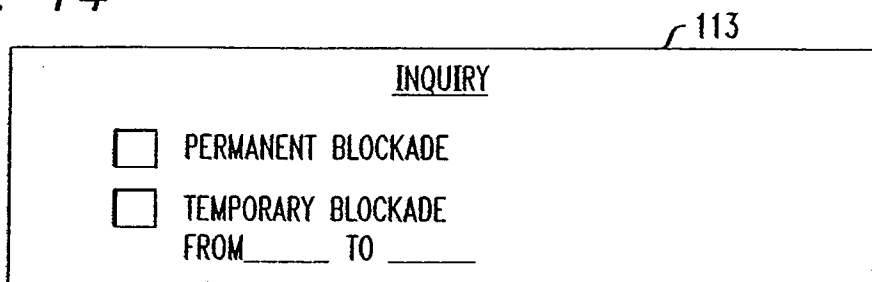 113
INQUIRY
PERMANENT BLOCKADE
TEMPORARY BLOCKADE
FROM______ TO ______